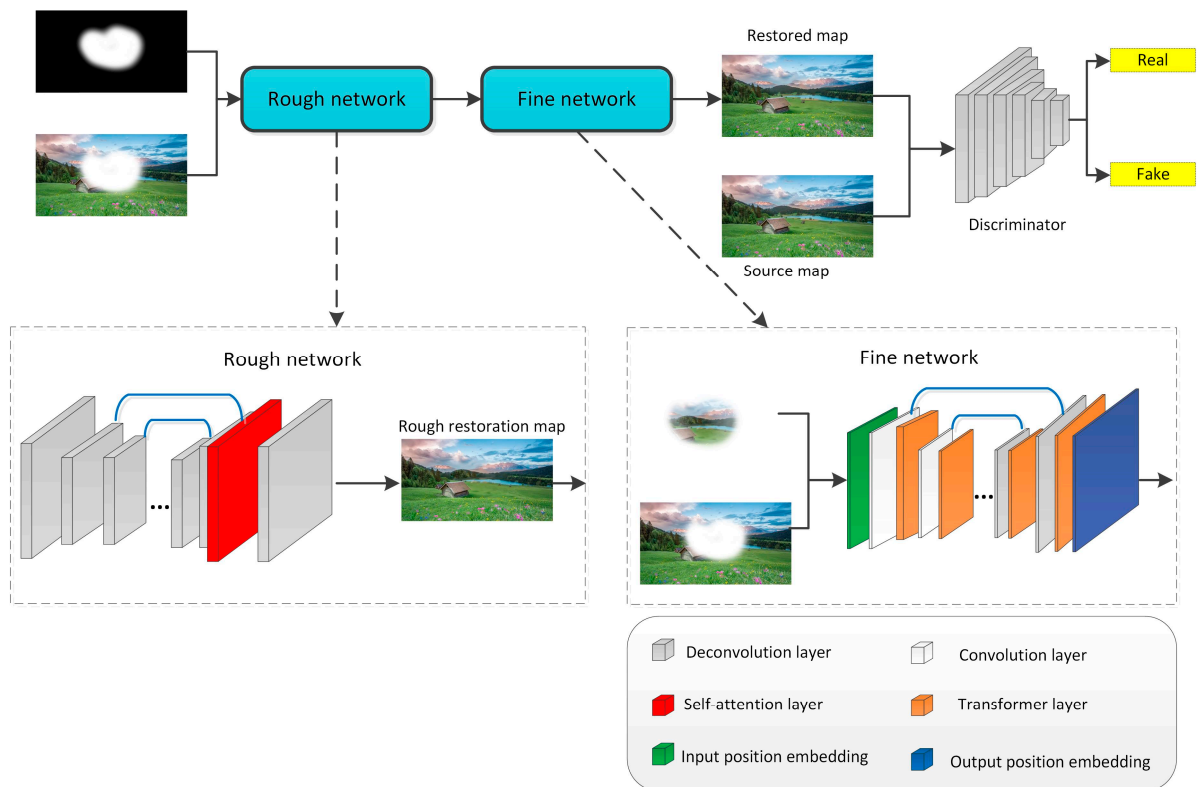 Restored map
Rough network
Fine network
Real
Fake
Discriminator
Source map
Rough network
Rough restoration map
...
Fine network
...
Deconvolution layer
Convolution layer
Self-attention layer
Transformer layer
Input position embedding
Output position embedding